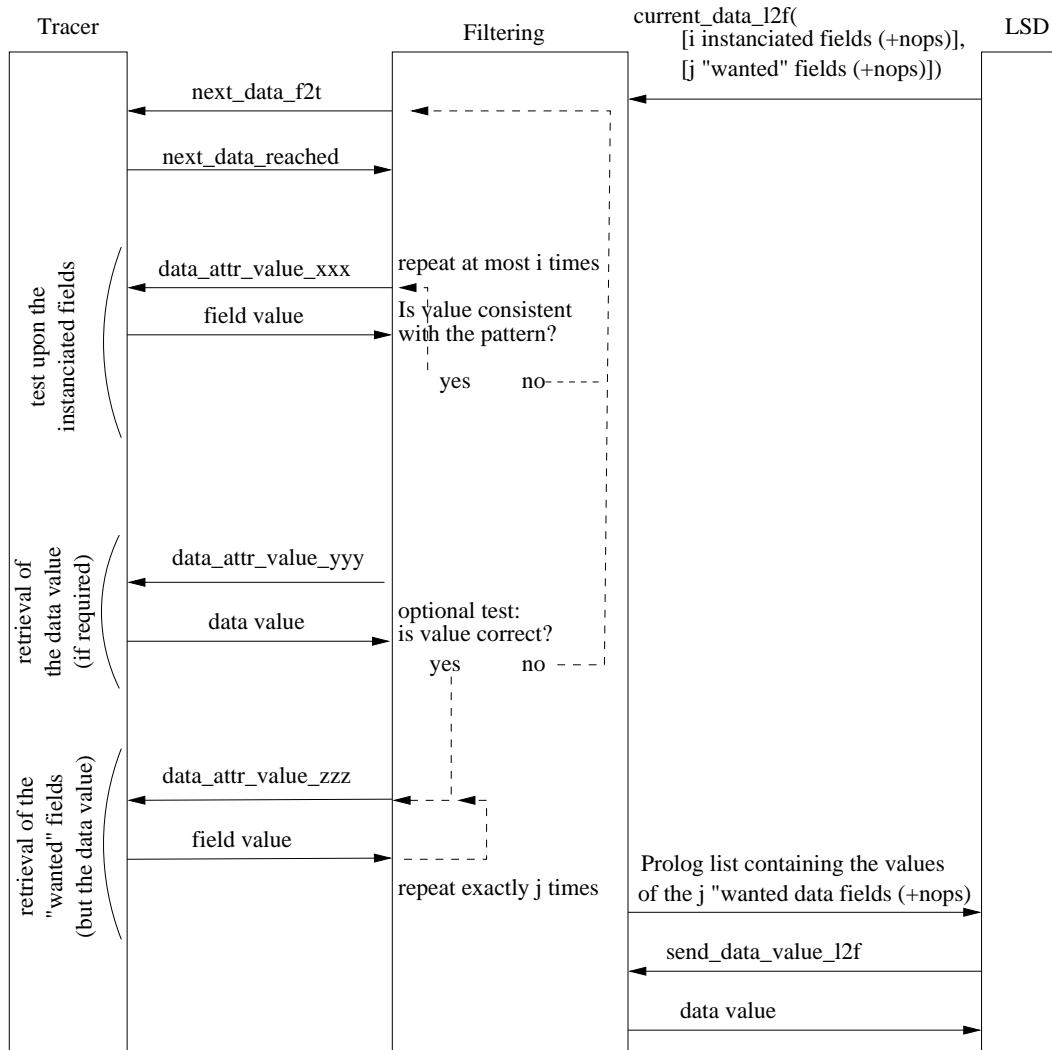 Tracer
Filtering
current_data_l2f(
[i instanciated fields (+nops)],
[j "wanted" fields (+nops)])
LSD
next_data_f2t
next_data_reached
test upon the
instanciated fields
data_attr_value_xxx
repeat at most i times
field value
Is value consistent
with the pattern?
yes
no
retrieval of
the data value
(if required)
data_attr_value_yyy
data value
optional test:
is value correct?
yes
no
retrieval of the
"wanted" fields
(but the data value)
data_attr_value_zzz
field value
repeat exactly j times
Prolog list containing the values
of the j "wanted data fields (+nops)
send_data_value_l2f
data value